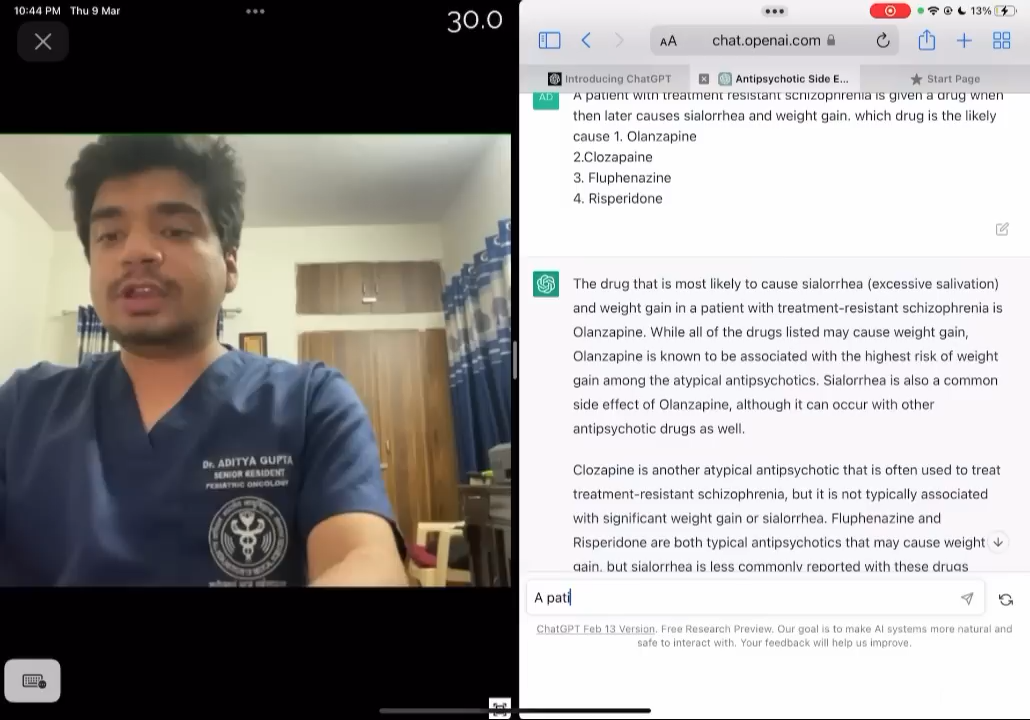 10:44 PM Thu 9 Mar
30.0
Dr. ADITYA GUPTA
SENIOR RESIDENT
PEDIATRIC ONCOLOGY
13%
AA
chat.openai.com
Introducing ChatGPT
Antipsychotic Side E...
Start Page
AD
A patient with treatment resistant schizophrenia is given a drug when
then later causes sialorrhea and weight gain. which drug is the likely
cause 1. Olanzapine
2.Clozapaine
3. Fluphenazine
4. Risperidone
The drug that is most likely to cause sialorrhea (excessive salivation)
and weight gain in a patient with treatment-resistant schizophrenia is
Olanzapine. While all of the drugs listed may cause weight gain,
Olanzapine is known to be associated with the highest risk of weight
gain among the atypical antipsychotics. Sialorrhea is also a common
side effect of Olanzapine, although it can occur with other
antipsychotic drugs as well.
Clozapine is another atypical antipsychotic that is often used to treat
treatment-resistant schizophrenia, but it is not typically associated
with significant weight gain or sialorrhea. Fluphenazine and
Risperidone are both typical antipsychotics that may cause weight
gain, but sialorrhea is less commonly reported with these drugs
A pati
ChatGPT Feb 13 Version. Free Research Preview. Our goal is to make AI systems more natural and
safe to interact with. Your feedback will help us improve.